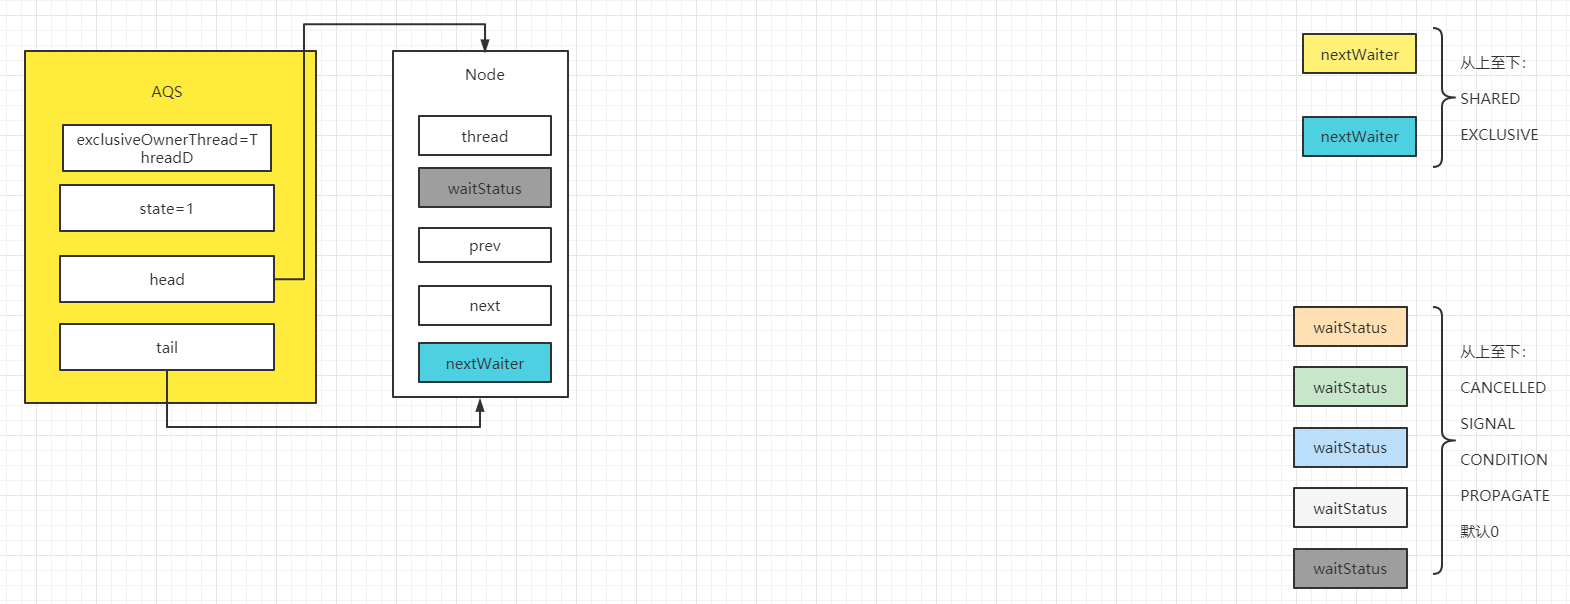 AQS
exclusiveOwnerThread=T
hreadD
state=1
head
tail
Node
thread
waitStatus
prev
next
nextWaiter
nextWaiter
nextWaiter
从上至下：
SHARED
EXCLUSIVE
waitStatus
waitStatus
waitStatus
waitStatus
waitStatus
从上至下：
CANCELLED
SIGNAL
CONDITION
PROPAGATE
默认0